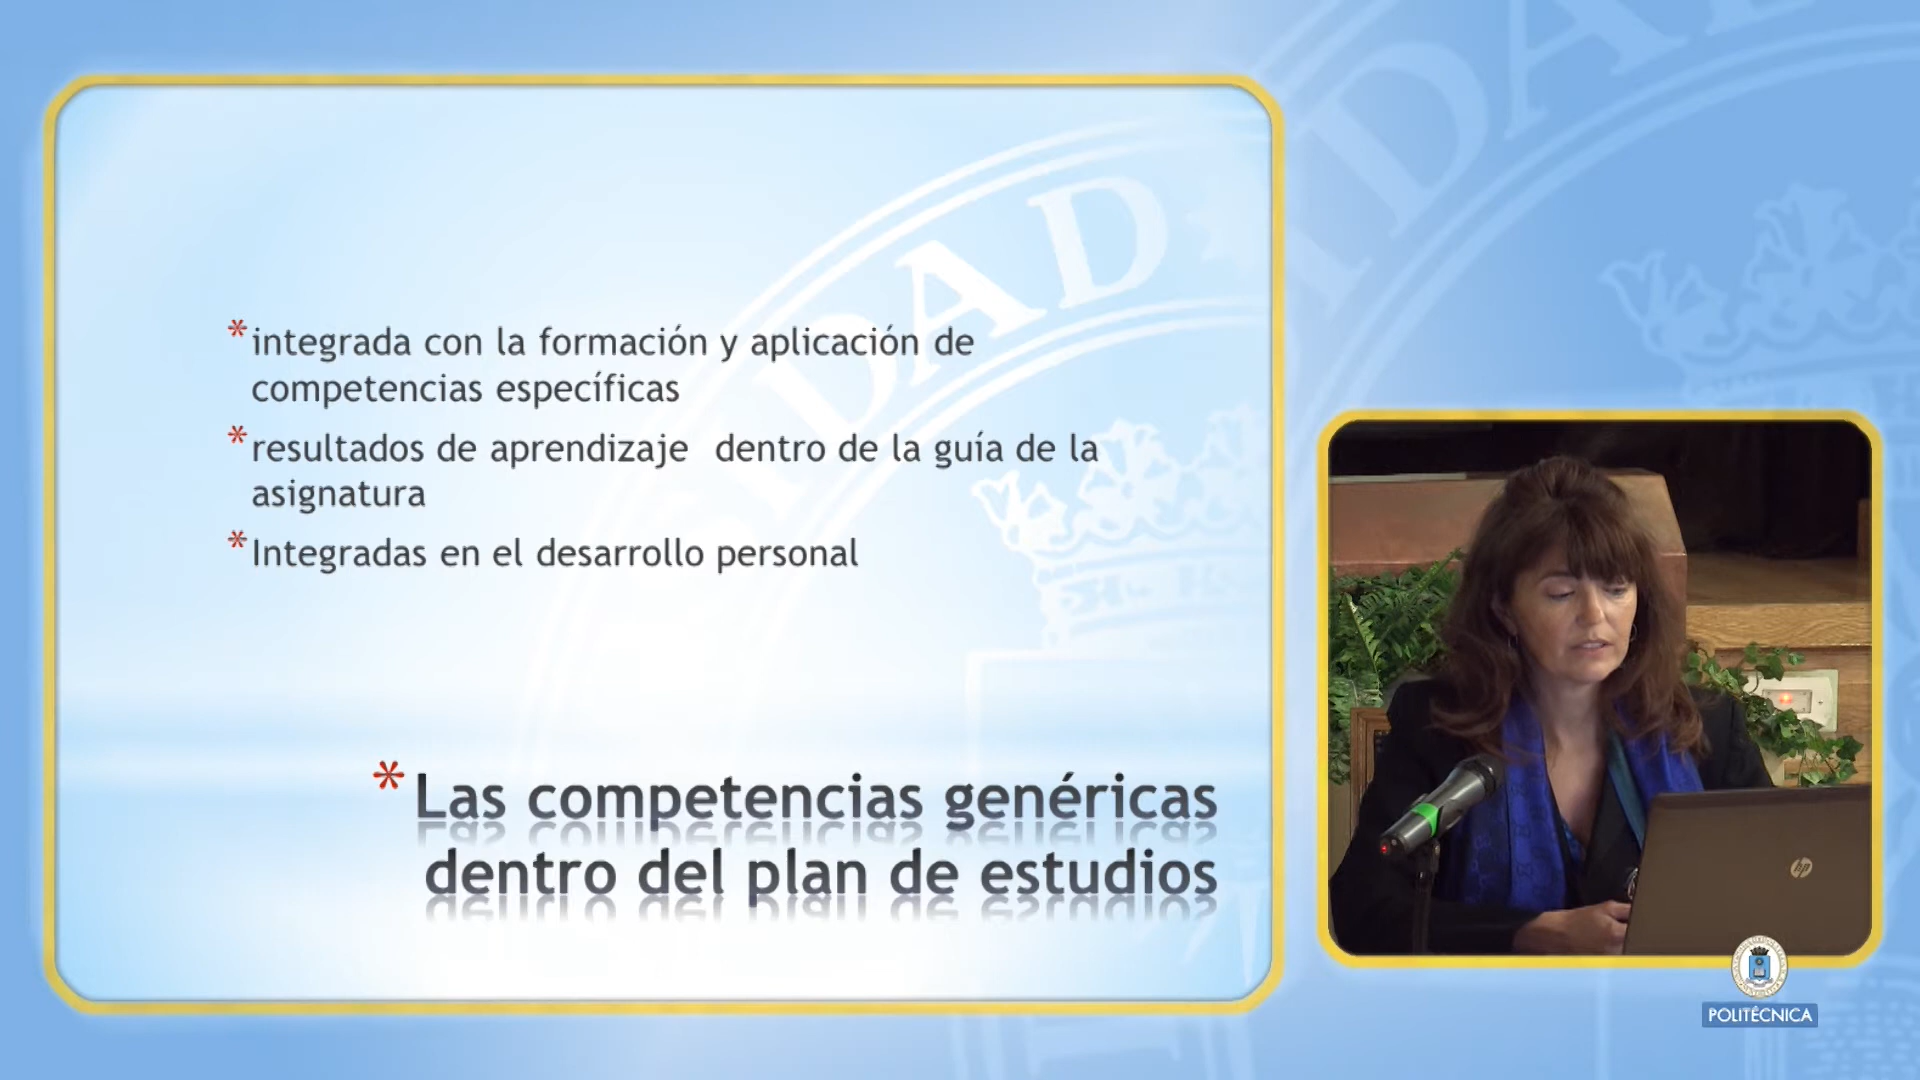 *integrada con la formación y aplicación de
competencias específicas
*resultados de aprendizaje dentro de la guía de la
asignatura
*Integradas en el desarrollo personal
*Las competencias genéricas
dentro del plan de estudios
hp
POLITÉCNICA